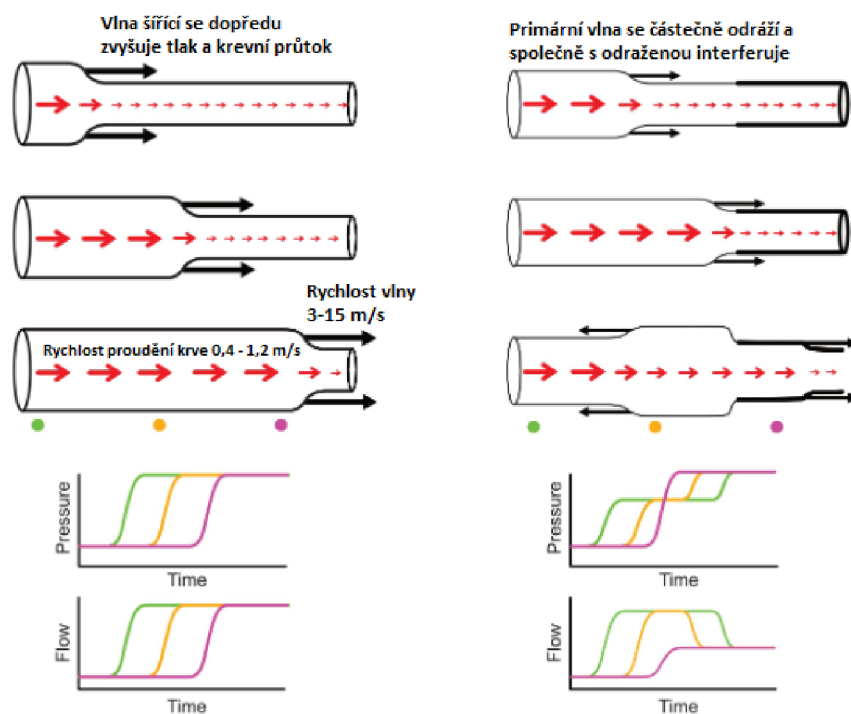 Vlna šířící se dopředu
zvyšuje tlak a krevní průtok
Primární vlna se částečně odráží a
společně s odraženou interferuje
Rychlost vlny
3-15 m/s
Rychlost proudění krve 0,4 - 1,2 m/s
Pressure
Time
Flow
Time
Pressure
Time
Flow
Time